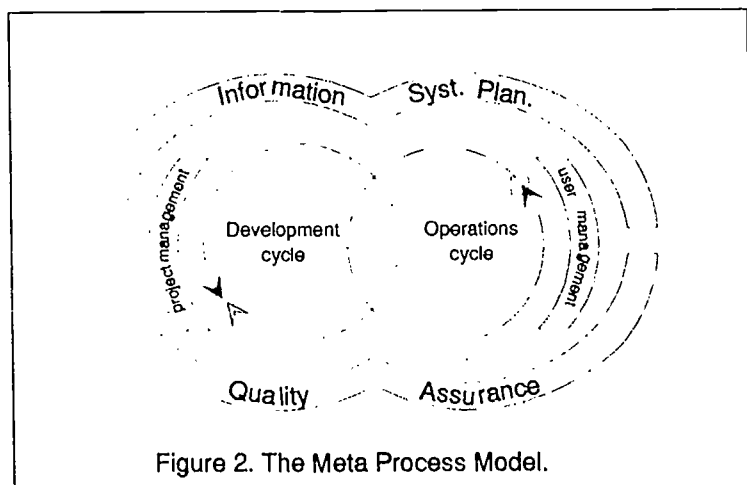 Information Syst. Plan.
project management
Development cycle
Operations cycle
user management
Quality Assurance
Figure 2. The Meta Process Model.